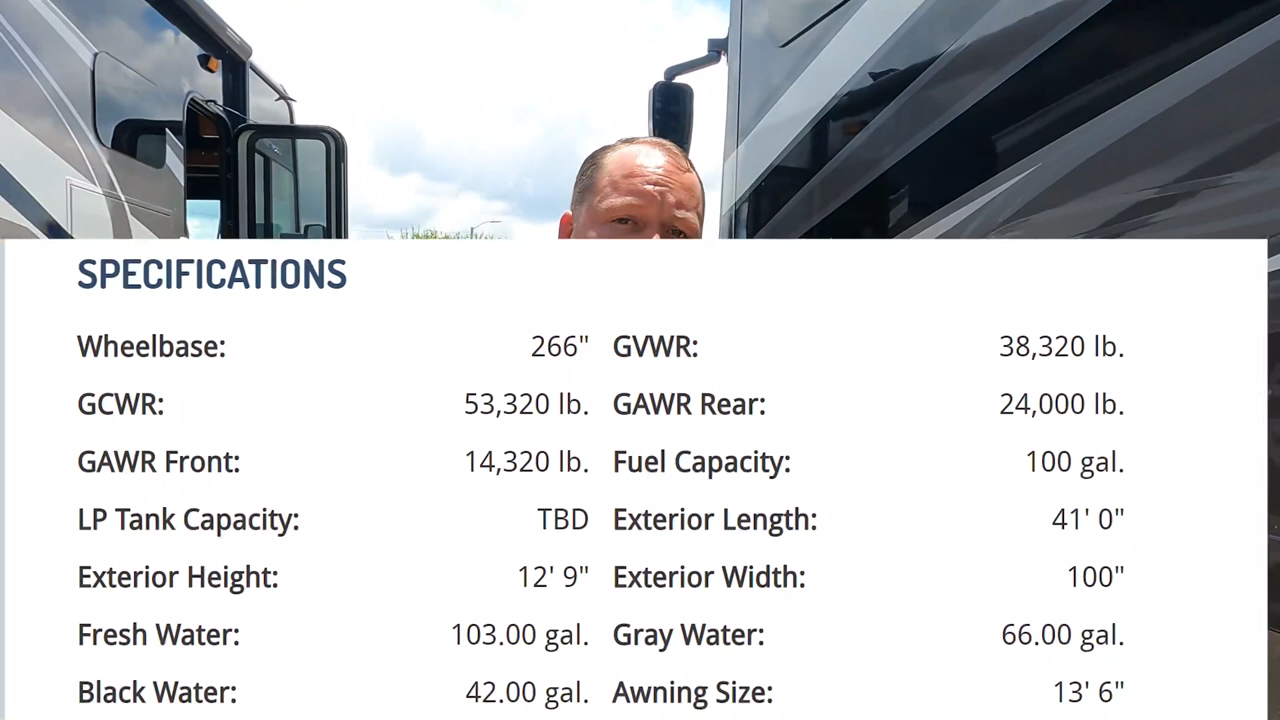 SPECIFICATIONS
Wheelbase: 266" GVWR: 38,320 lb.
GCWR: 53,320 lb. GAWR Rear: 24,000 lb.
GAWR Front: 14,320 lb. Fuel Capacity: 100 gal.
LP Tank Capacity: TBD Exterior Length: 41' 0"
Exterior Height: 12' 9" Exterior Width: 100"
Fresh Water: 103.00 gal. Gray Water: 66.00 gal.
Black Water: 42.00 gal. Awning Size: 13' 6"